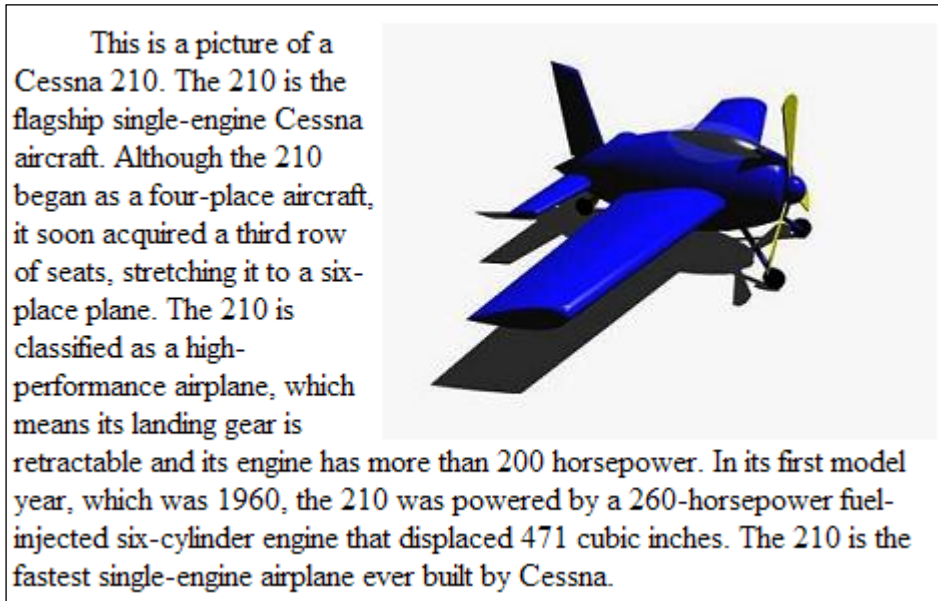 This is a picture of a
Cessna 210. The 210 is the
flagship single-engine Cessna
aircraft. Although the 210
began as a four-place aircraft,
it soon acquired a third row
of seats, stretching it to a six-
place plane. The 210 is
classified as a high-
performance airplane, which
means its landing gear is
retractable and its engine has more than 200 horsepower. In its first model
year, which was 1960, the 210 was powered by a 260-horsepower fuel-
injected six-cylinder engine that displaced 471 cubic inches. The 210 is the
fastest single-engine airplane ever built by Cessna.